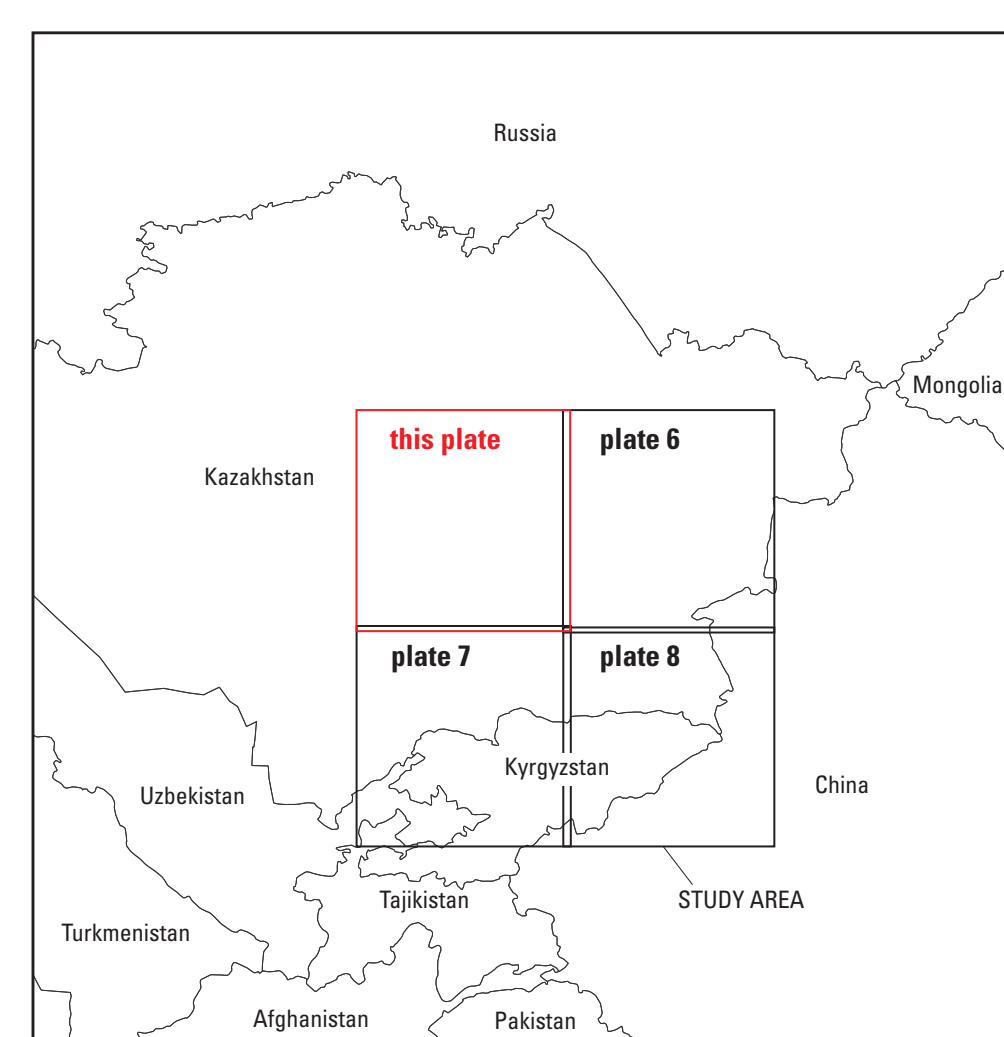 Russia
Mongolia
this plate
plate 6
Kazakhstan
plate 7
plate 8
Kyrgyzstan
China
Uzbekistan
Tajikistan
STUDY AREA
Turkmenistan
Afghanistan
Pakistan